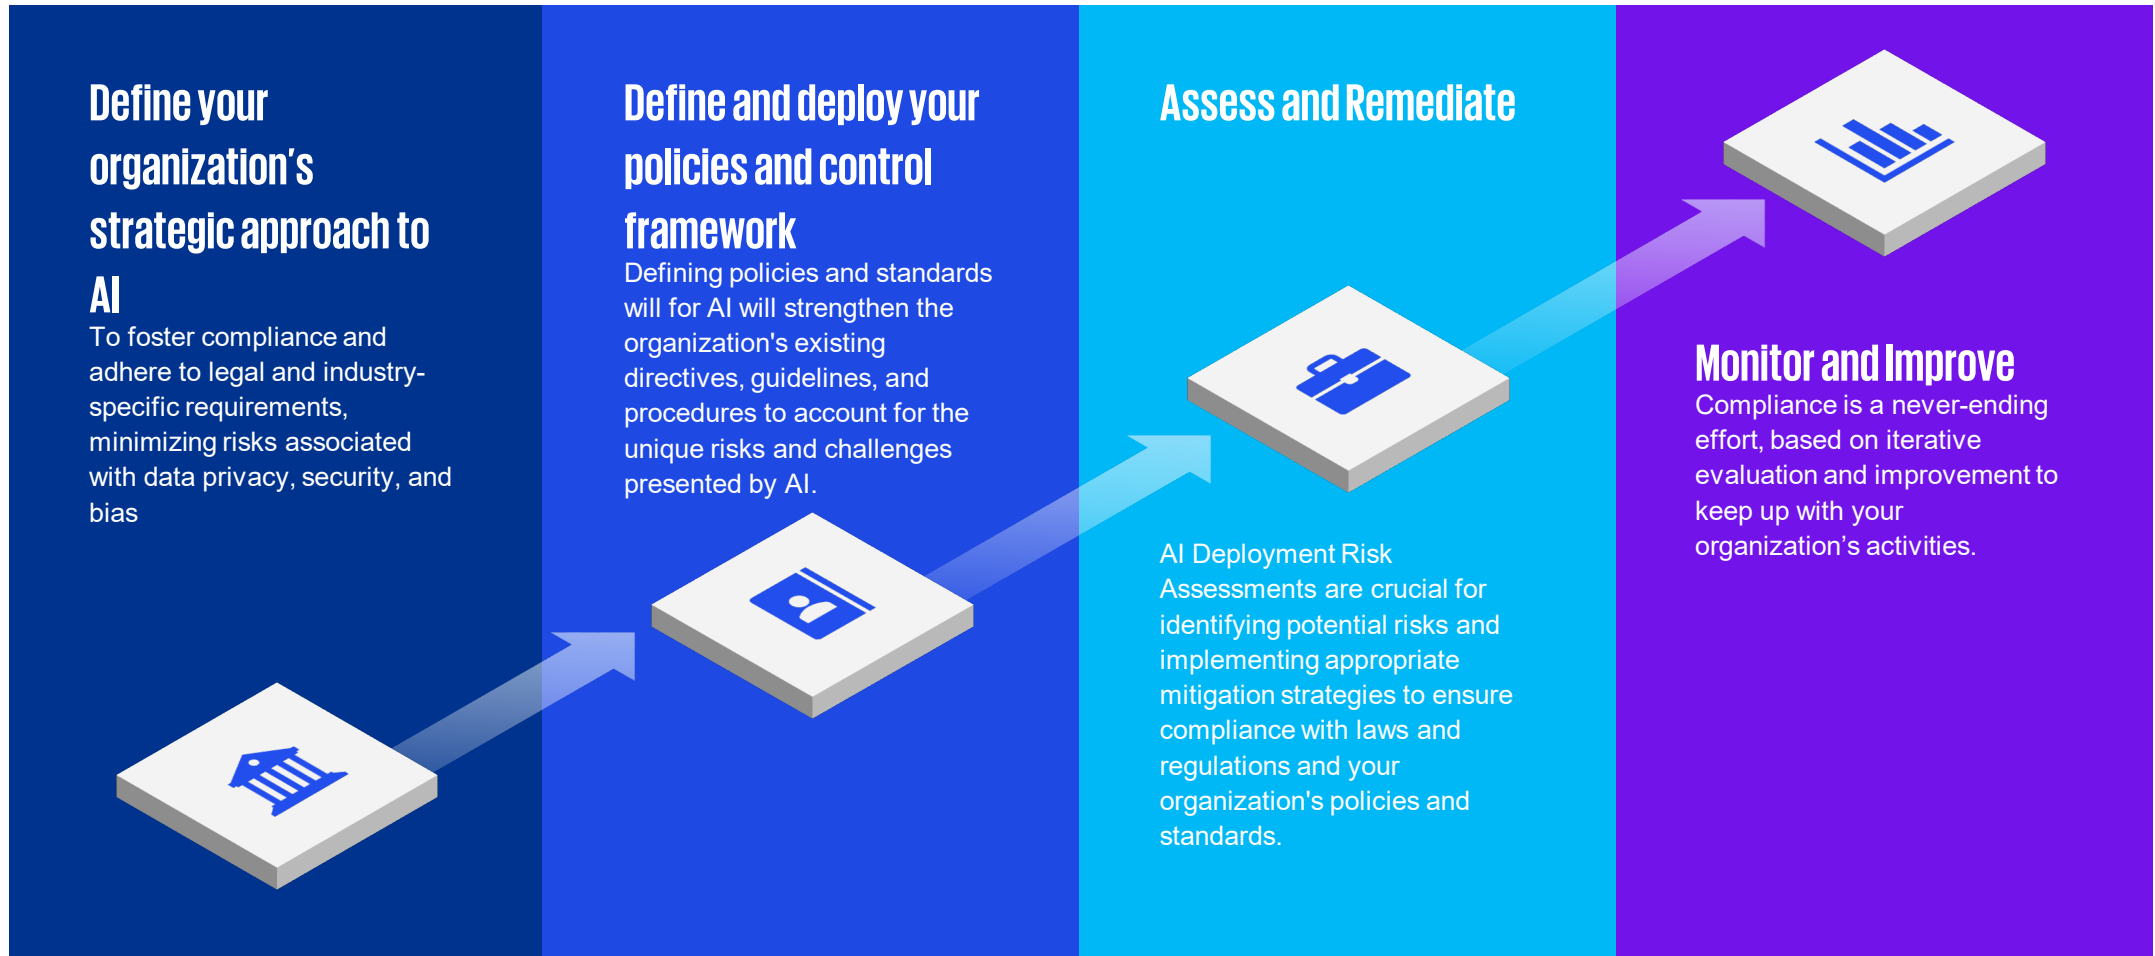 Define your
organization's
strategic approach to
AI
To foster compliance and
adhere to legal and industry-
specific requirements,
minimizing risks associated
with data privacy, security, and
bias
Define and deploy your
policies and control
framework
Defining policies and standards
will for AI will strengthen the
organization's existing
directives, guidelines, and
procedures to account for the
unique risks and challenges
presented by AI.
Assess and Remediate
AI Deployment Risk
Assessments are crucial for
identifying potential risks and
implementing appropriate
mitigation strategies to ensure
compliance with laws and
regulations and your
organization's policies and
standards.
Monitor and Improve
Compliance is a never-ending
effort, based on iterative
evaluation and improvement to
keep up with your
organization’s activities.